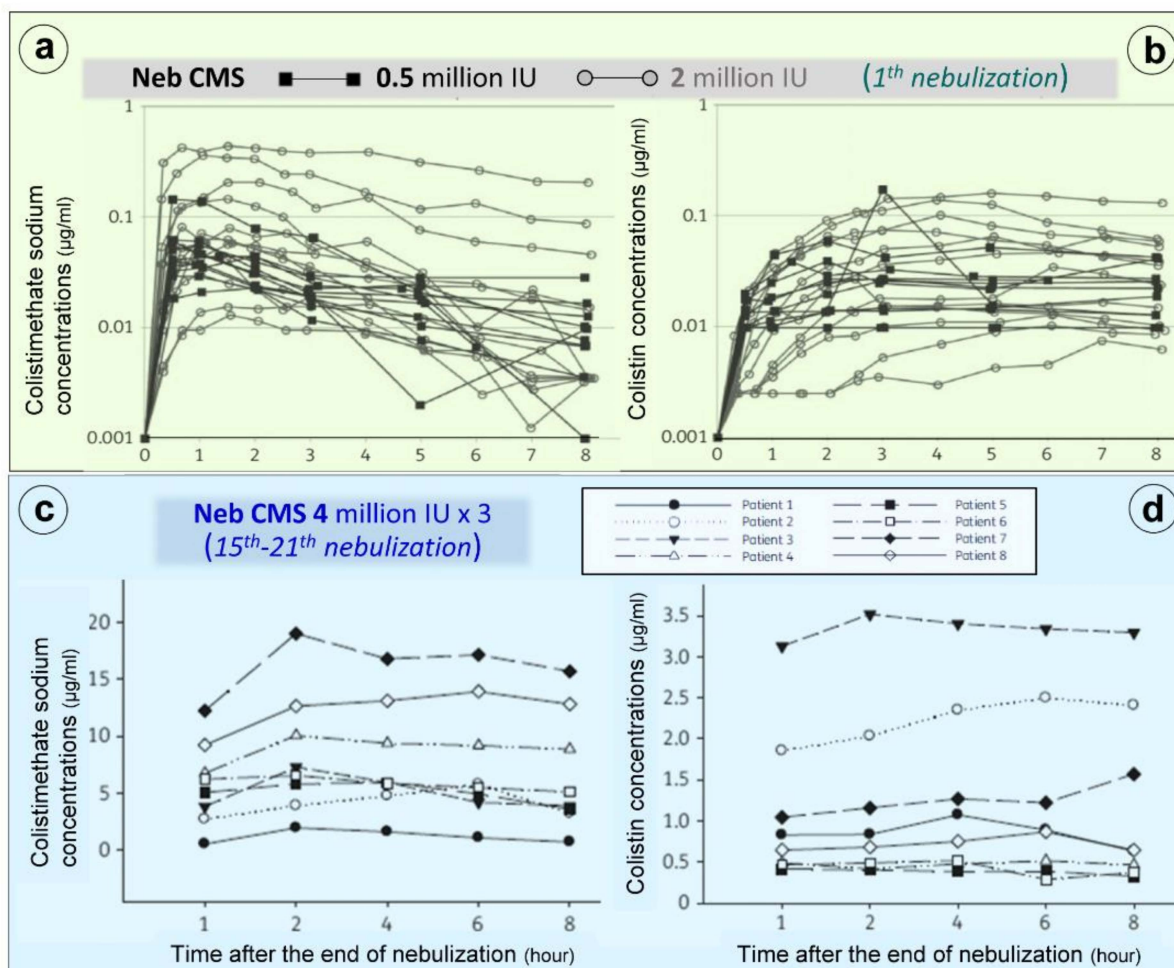 a
b
Neb CMS 0.5 million IU 2 million IU (1th nebulization)
Colistimethate sodium
concentrations (µg/ml)
1
0.1
0.01
0.001
0 1 2 3 4 5 6 7 8
Colistin concentrations (µg/ml)
1
0.1
0.01
0.001
0 1 2 3 4 5 6 7 8
c
Neb CMS 4 million IU x 3
(15th-21th nebulization)
Patient 1
Patient 2
Patient 3
Patient 4
Patient 5
Patient 6
Patient 7
Patient 8
d
Colistimethate sodium
concentrations (µg/ml)
20
15
10
5
0
1 2 4 6 8
Time after the end of nebulization (hour)
Colistin concentrations (µg/ml)
3.5
3.0
2.5
2.0
1.5
1.0
0.5
0
1 2 4 6 8
Time after the end of nebulization (hour)